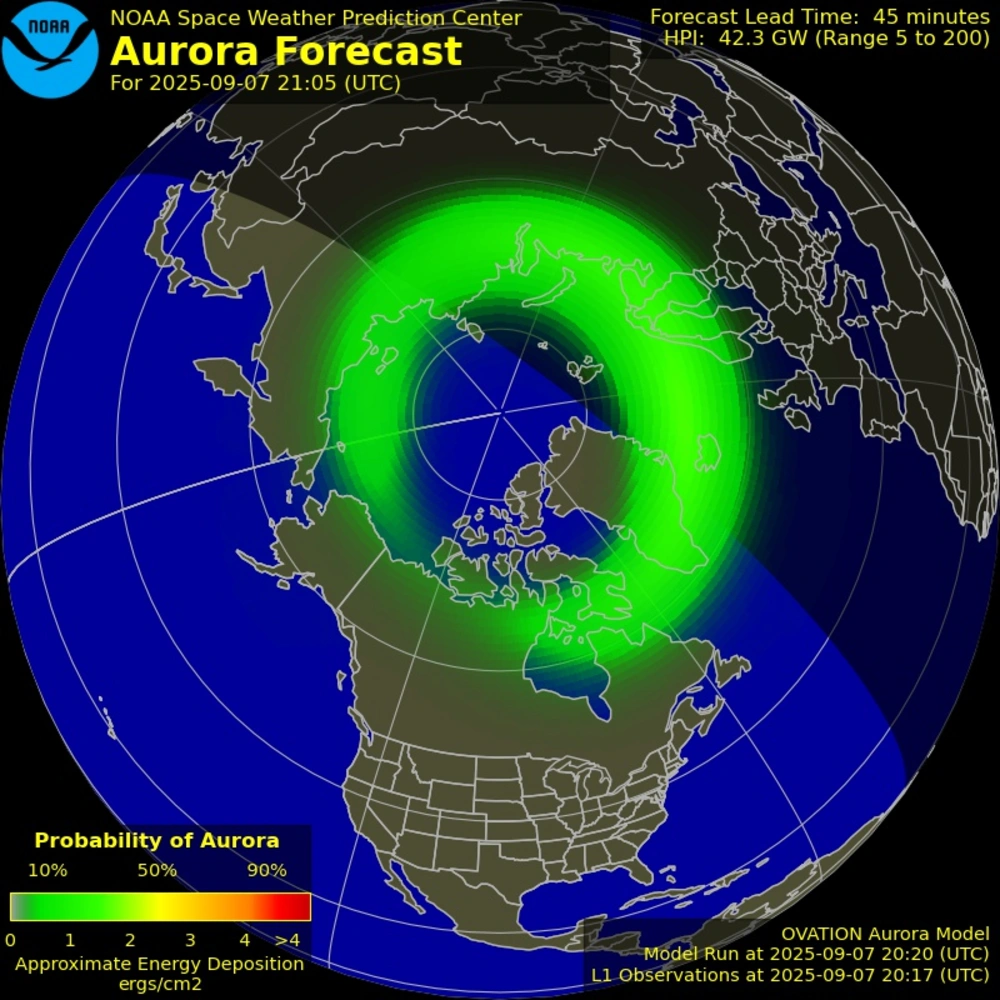 NOAA
NOAA Space Weather Prediction Center
Aurora Forecast
For 2025-09-07 21:05 (UTC)
Forecast Lead Time: 45 minutes
HPI: 42.3 GW (Range 5 to 200)
Probability of Aurora
10% 50% 90%
0 1 2 3 4 >4
Approximate Energy Deposition
ergs/cm2
OVATION Aurora Model
Model Run at 2025-09-07 20:20 (UTC)
L1 Observations at 2025-09-07 20:17 (UTC)